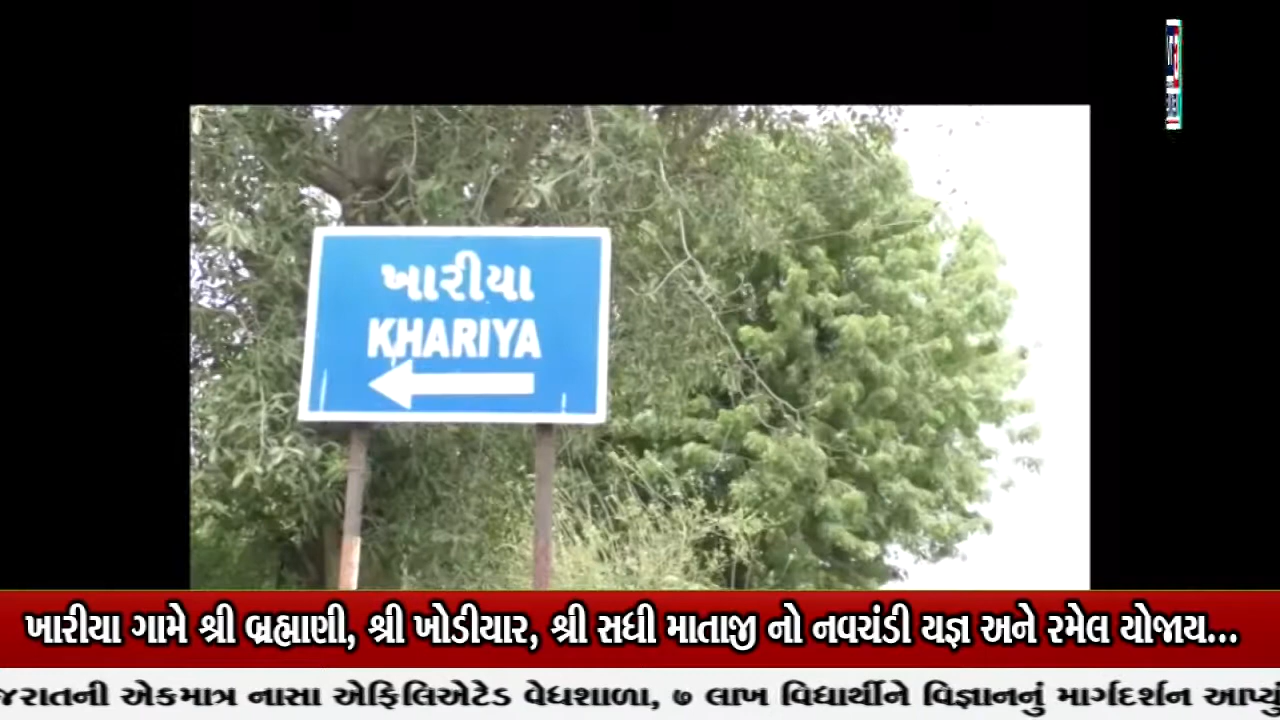 ખારીયા
KHARIYA
ખારીયા ગામે શ્રી બ્રહ્માણી, શ્રી ખોડીયાર, શ્રી સધી માતાજી નો નવચંડી યજ્ઞ અને રમેલ યોજાય...
જરાતની એકમાત્ર નાસા એફિલિએટેડ વેધશાળા, ૭ લાખ વિદ્યાર્થીને વિજ્ઞાનનું માર્ગદર્શન આપ્યું